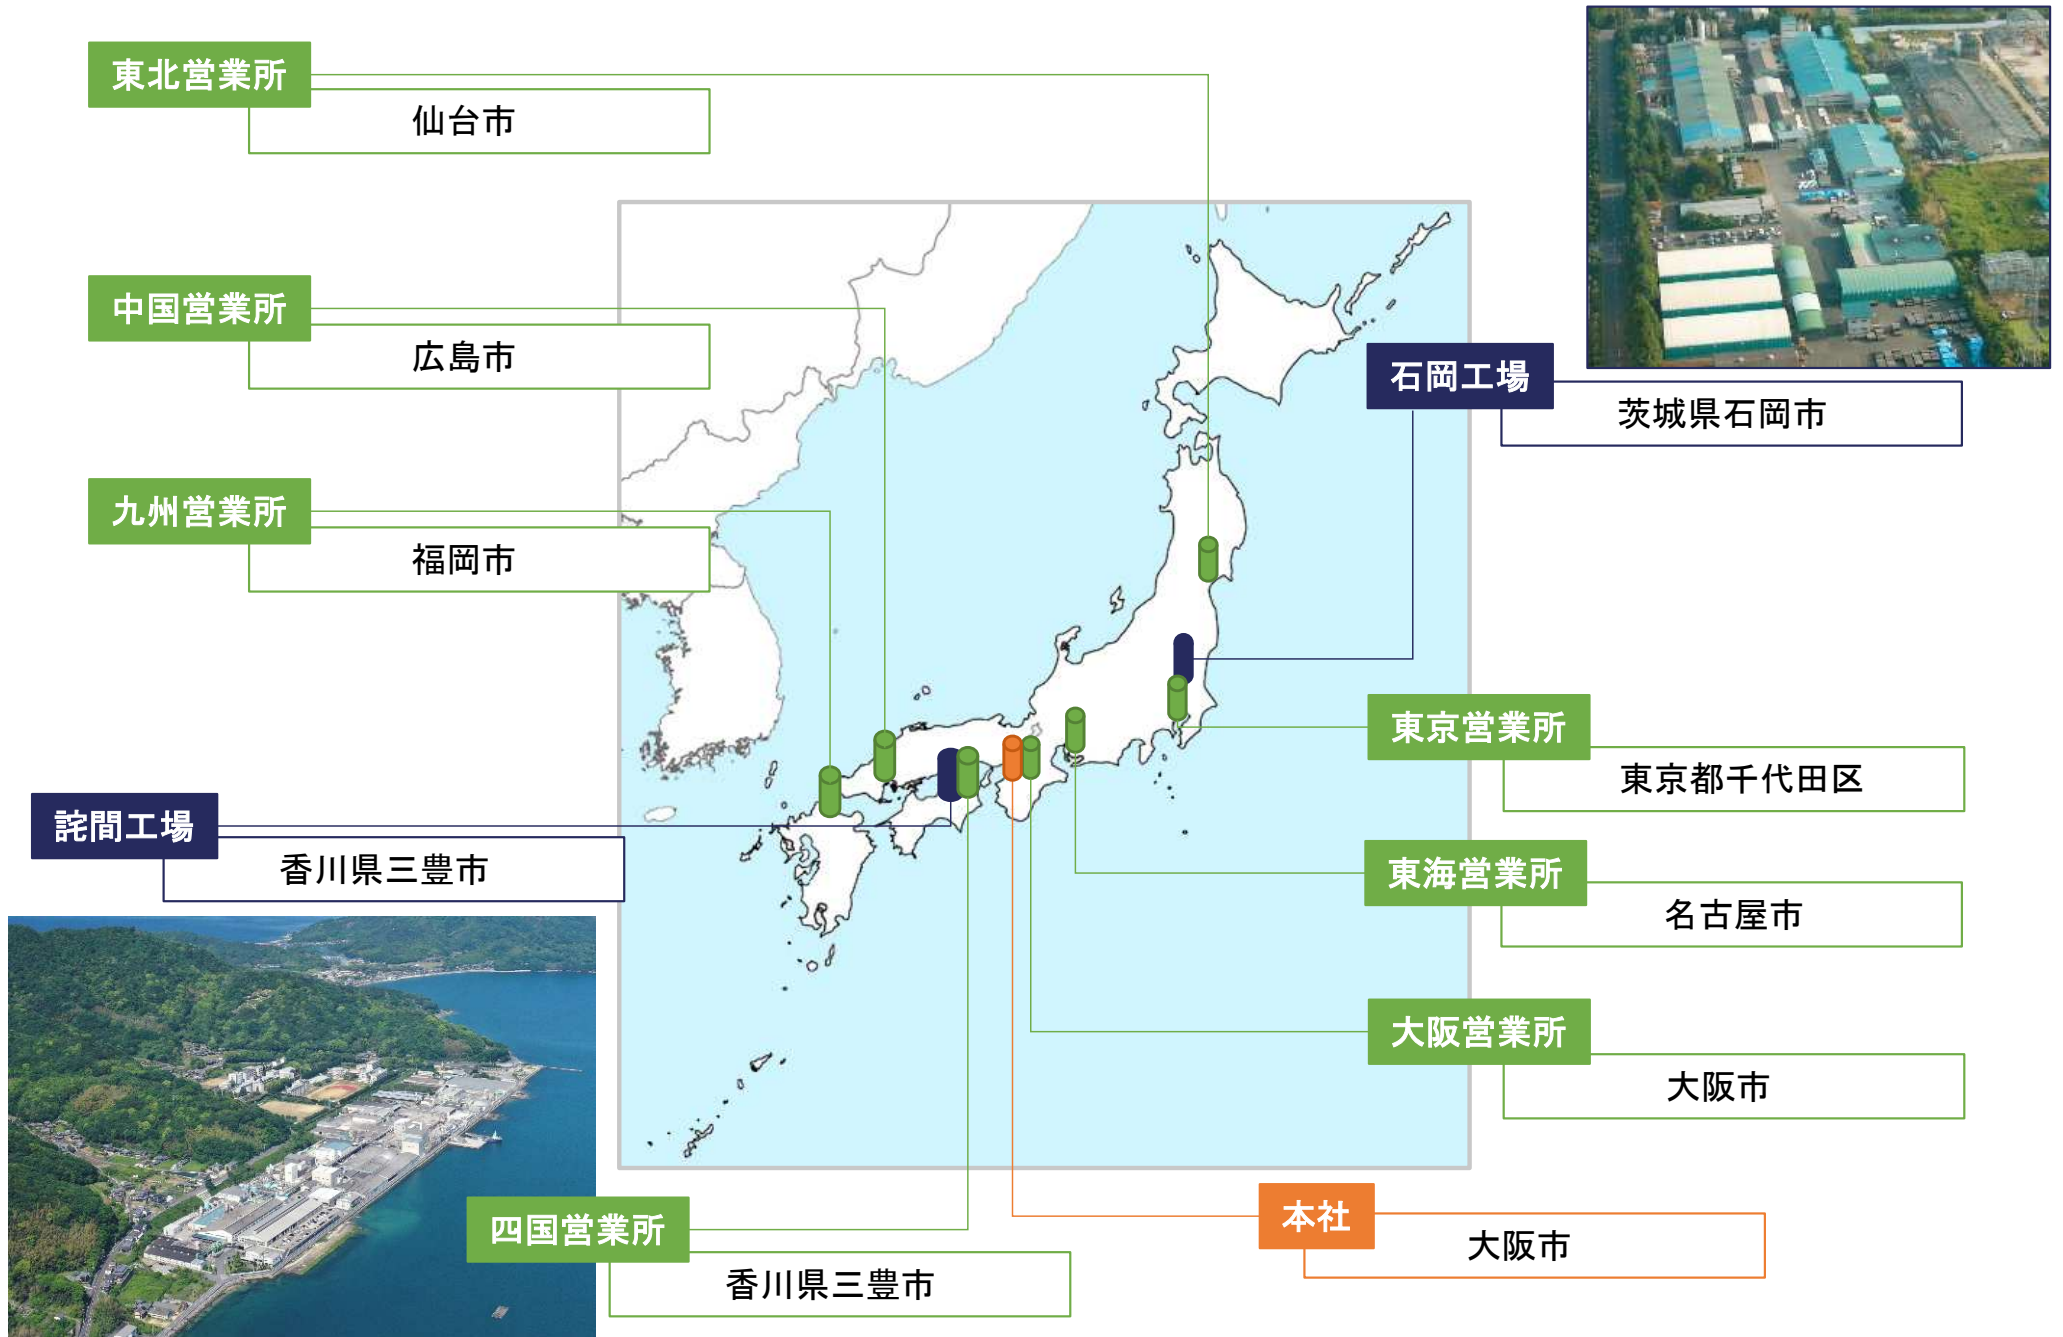 東北営業所
仙台市
中国営業所
広島市
九州営業所
福岡市
詫間工場
香川県三豊市
四国営業所
香川県三豊市
石岡工場
茨城県石岡市
東京営業所
東京都千代田区
東海営業所
名古屋市
大阪営業所
大阪市
本社
大阪市